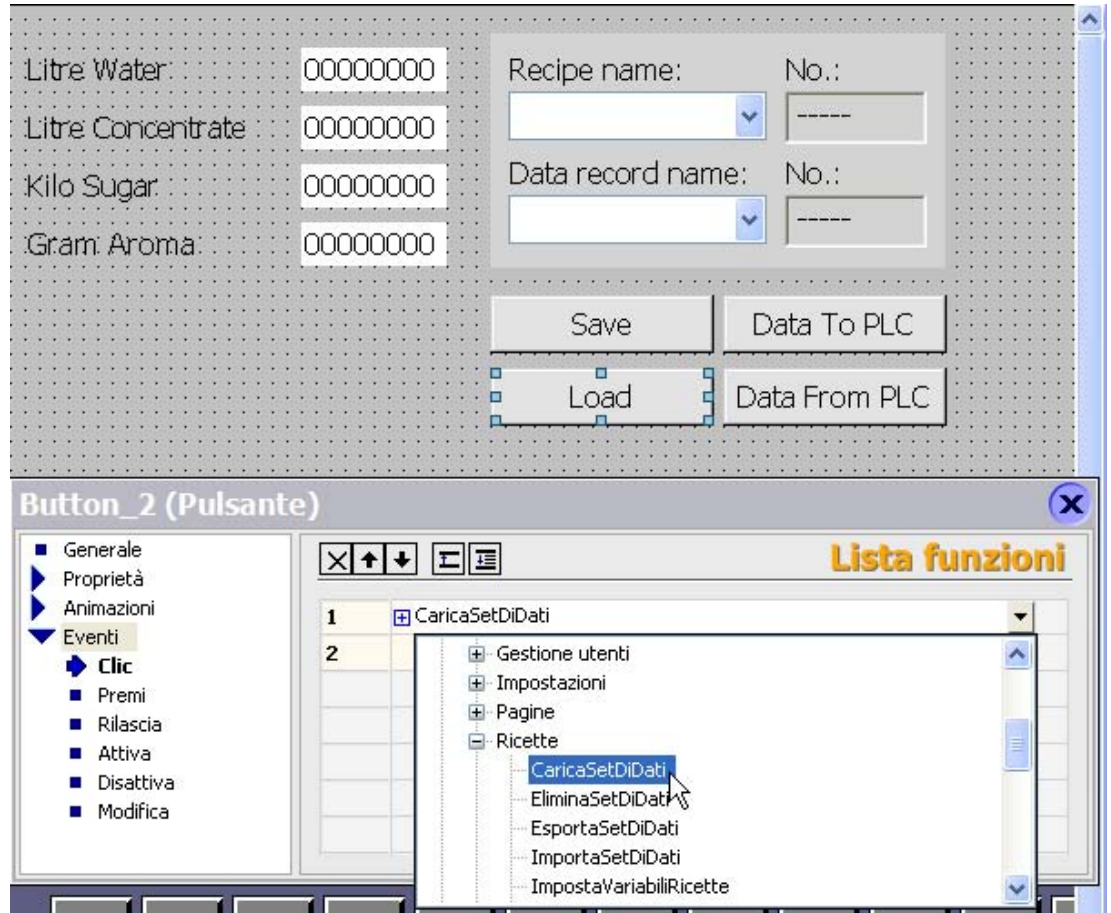 Litre Water: 00000000
Litre Concentrate 00000000
Kilo Sugar: 00000000
Gram Aroma 00000000
Recipe name: No.:
-----
Data record name: No.:
-----
Save Data To PLC
Load Data From PLC
Button_2 (Pulsante)
Generale
Proprietà
Animazioni
Eventi
Clic
Premi
Rilascia
Attiva
Disattiva
Modifica
Lista funzioni
1 CaricaSetDiDati
2
Gestione utenti
Impostazioni
Pagine
Ricette
CaricaSetDiDati
EliminaSetDiDati
EsportaSetDiDati
ImportaSetDiDati
ImpostaVariabiliRicette